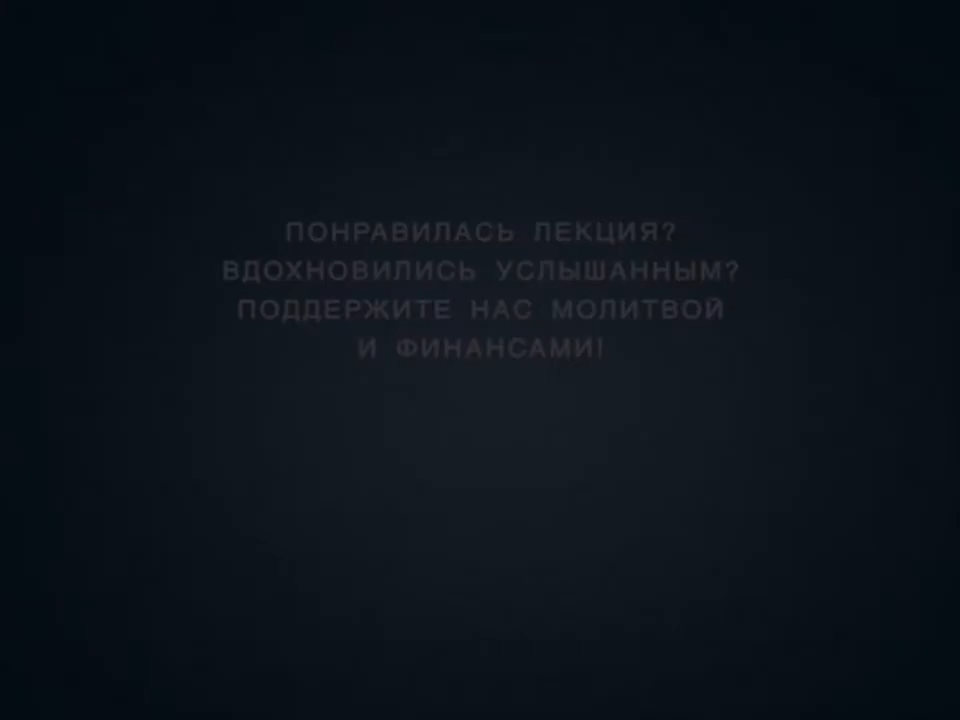 ПОНРАВИЛАСЬ ЛЕКЦИЯ?
ВДОХНОВИЛИСЬ УСЛЫШАННЫМ?
ПОДДЕРЖИТЕ НАС МОЛИТВОЙ
И ФИНАНСАМИ!